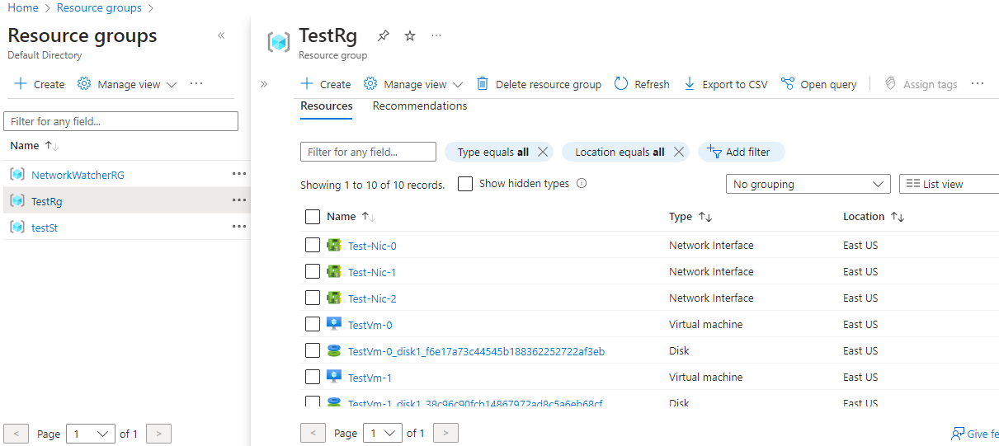 Home > Resource groups >
Resource groups «
Default Directory
+ Create Manage view ...
Filter for any field...
Name ↑↓
NetworkWatcherRG ...
TestRg ...
testSt ...
< Page 1 of 1 >
TestRg ...
Resource group
» + Create Manage view Delete resource group Refresh Export to CSV Open query Assign tags ...
Resources Recommendations
Filter for any field... Type equals all × Location equals all × Add filter
Showing 1 to 10 of 10 records. Show hidden types No grouping List view
Name ↑↓ Type ↑↓ Location ↑↓
Test-Nic-0 Network Interface East US
Test-Nic-1 Network Interface East US
Test-Nic-2 Network Interface East US
TestVm-0 Virtual machine East US
TestVm-0_disk1_f6e17a73c44545b188362252722af3eb Disk East US
TestVm-1 Virtual machine East US
TestVm-1_disk1_38c96c90fcb14867972ad8c5a6eb68cf Disk East US
< Page 1 of 1 > Give fe